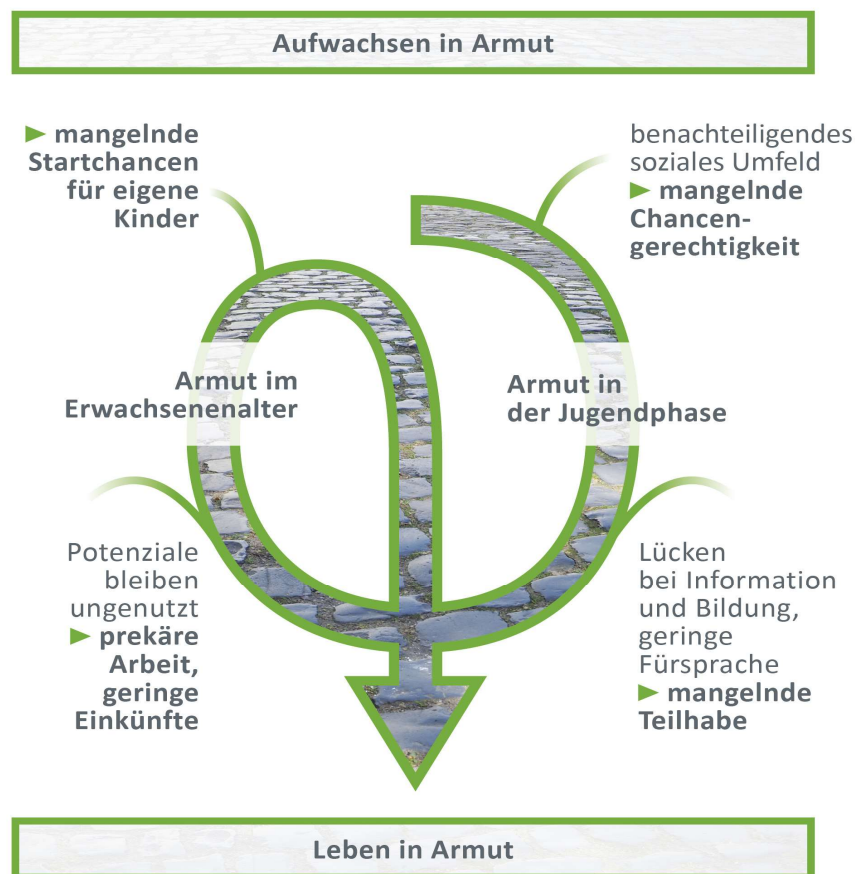 Aufwachsen in Armut
► mangelnde
Startchancen
für eigene
Kinder
benachteiligendes
soziales Umfeld
► mangelnde
Chancen-
gerechtigkeit
Armut im
Erwachsenenalter
Armut in
der Jugendphase
Potenziale
bleiben
ungenutzt
► prekäre
Arbeit,
geringe
Einkünfte
Lücken
bei Information
und Bildung,
geringe
Fürsprache
► mangelnde
Teilhabe
Leben in Armut